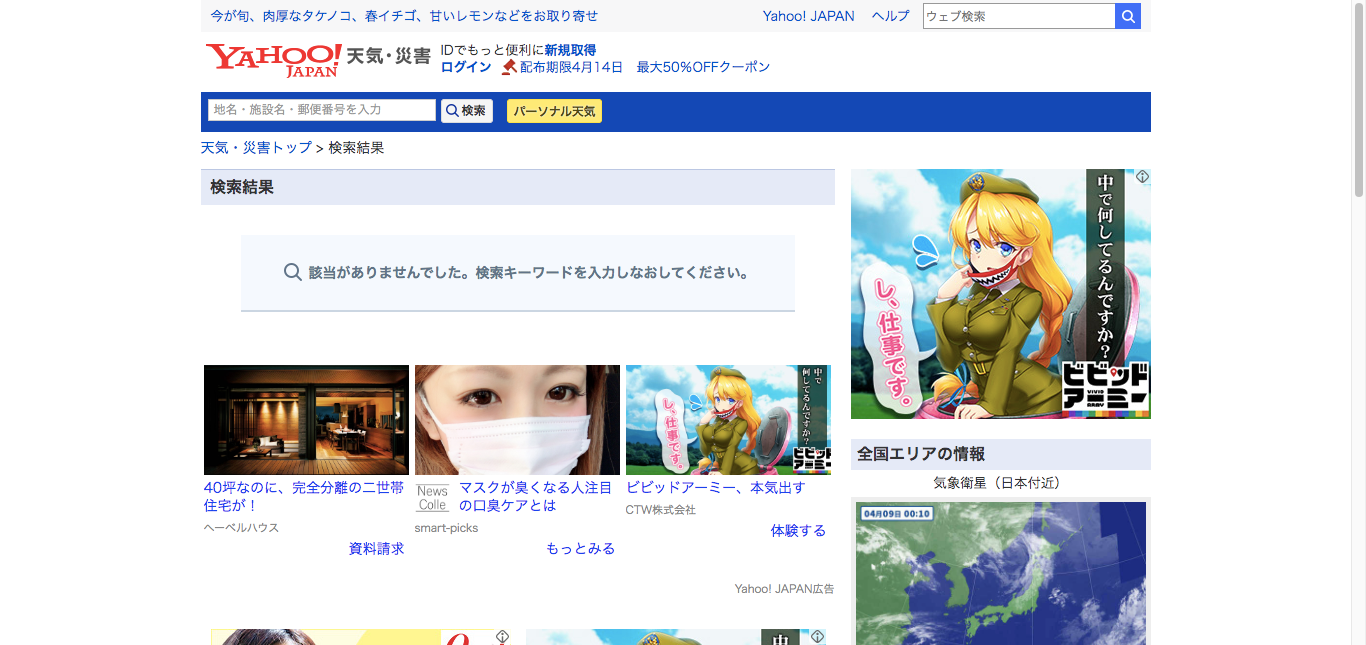 今が旬、肉厚なタケノコ、春イチゴ、甘いレモンなどをお取り寄せ
Yahoo! JAPAN
ヘルプ
ウェブ検索
YAHOO!
JAPAN
天気・災害
IDでもっと便利に新規取得
ログイン
配布期限4月14日 最大50%OFFクーポン
地名・施設名・郵便番号を入力
検索
パーソナル天気
天気・災害トップ > 検索結果
検索結果
該当がありませんでした。検索キーワードを入力しなおしてください。
40坪なのに、完全分離の二世帯
住宅が！
ヘーベルハウス
資料請求
News
Colle
マスクが臭くなる人注目
の口臭ケアとは
smart-picks
もっとみる
中で
何してるんですか？
し、仕事です。
ビビッド
アーミー
ビビッドアーミー、本気出す
CTW株式会社
体験する
Yahoo! JAPAN広告
中で何してるんですか？
し、仕事です。
ビビッド
VIVID
アーミー
ARMY
全国エリアの情報
気象衛星（日本付近）
04月09日 00:10
中